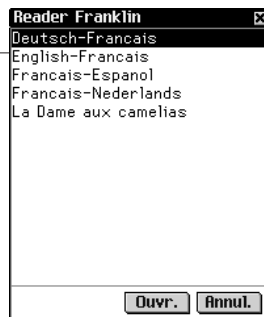 Reader Franklin
Deutsch-Francais
English-Francais
Francais-Espanol
Francais-Nederlands
La Dame aux camelias
Ouvr. Annul.